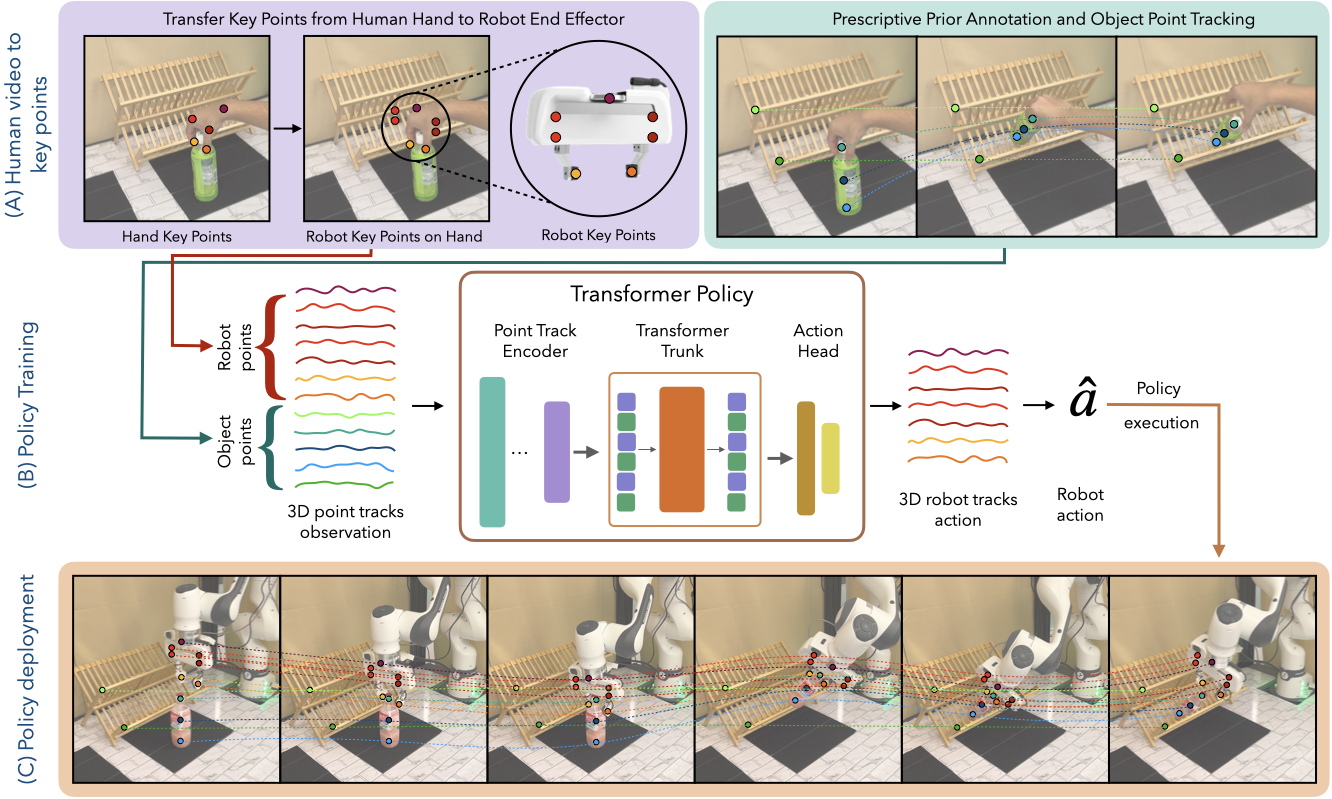 Transfer Key Points from Human Hand to Robot End Effector
Prescriptive Prior Annotation and Object Point Tracking
(A) Human video to
key points
Hand Key Points
Robot Key Points on Hand
Robot Key Points
(B) Policy Training
Robot
points
Object
points
3D point tracks
observation
Transformer Policy
Point Track
Encoder
...
Transformer
Trunk
Action
Head
3D robot tracks
action
â
Robot
action
Policy
execution
(C) Policy deployment